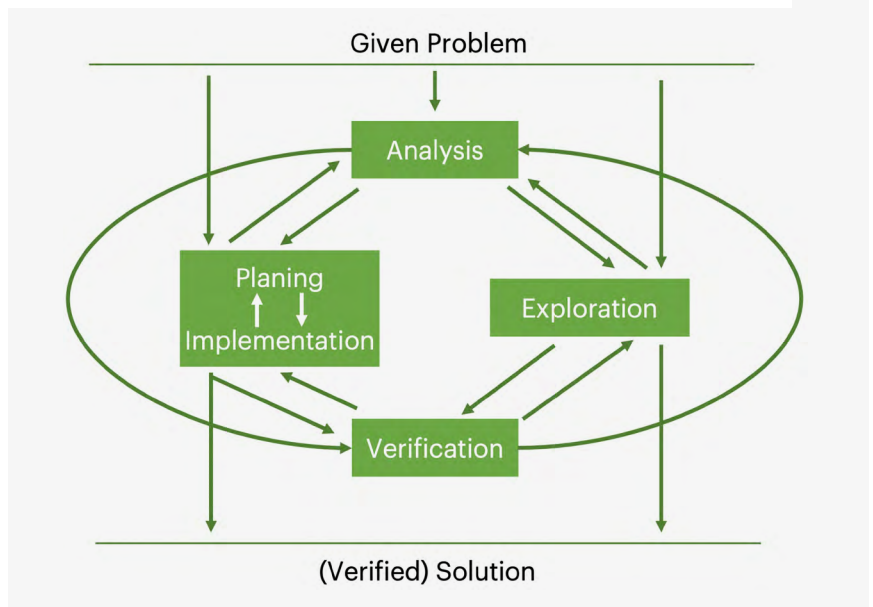 Given Problem
Analysis
Planing
Implementation
Exploration
Verification
(Verified) Solution